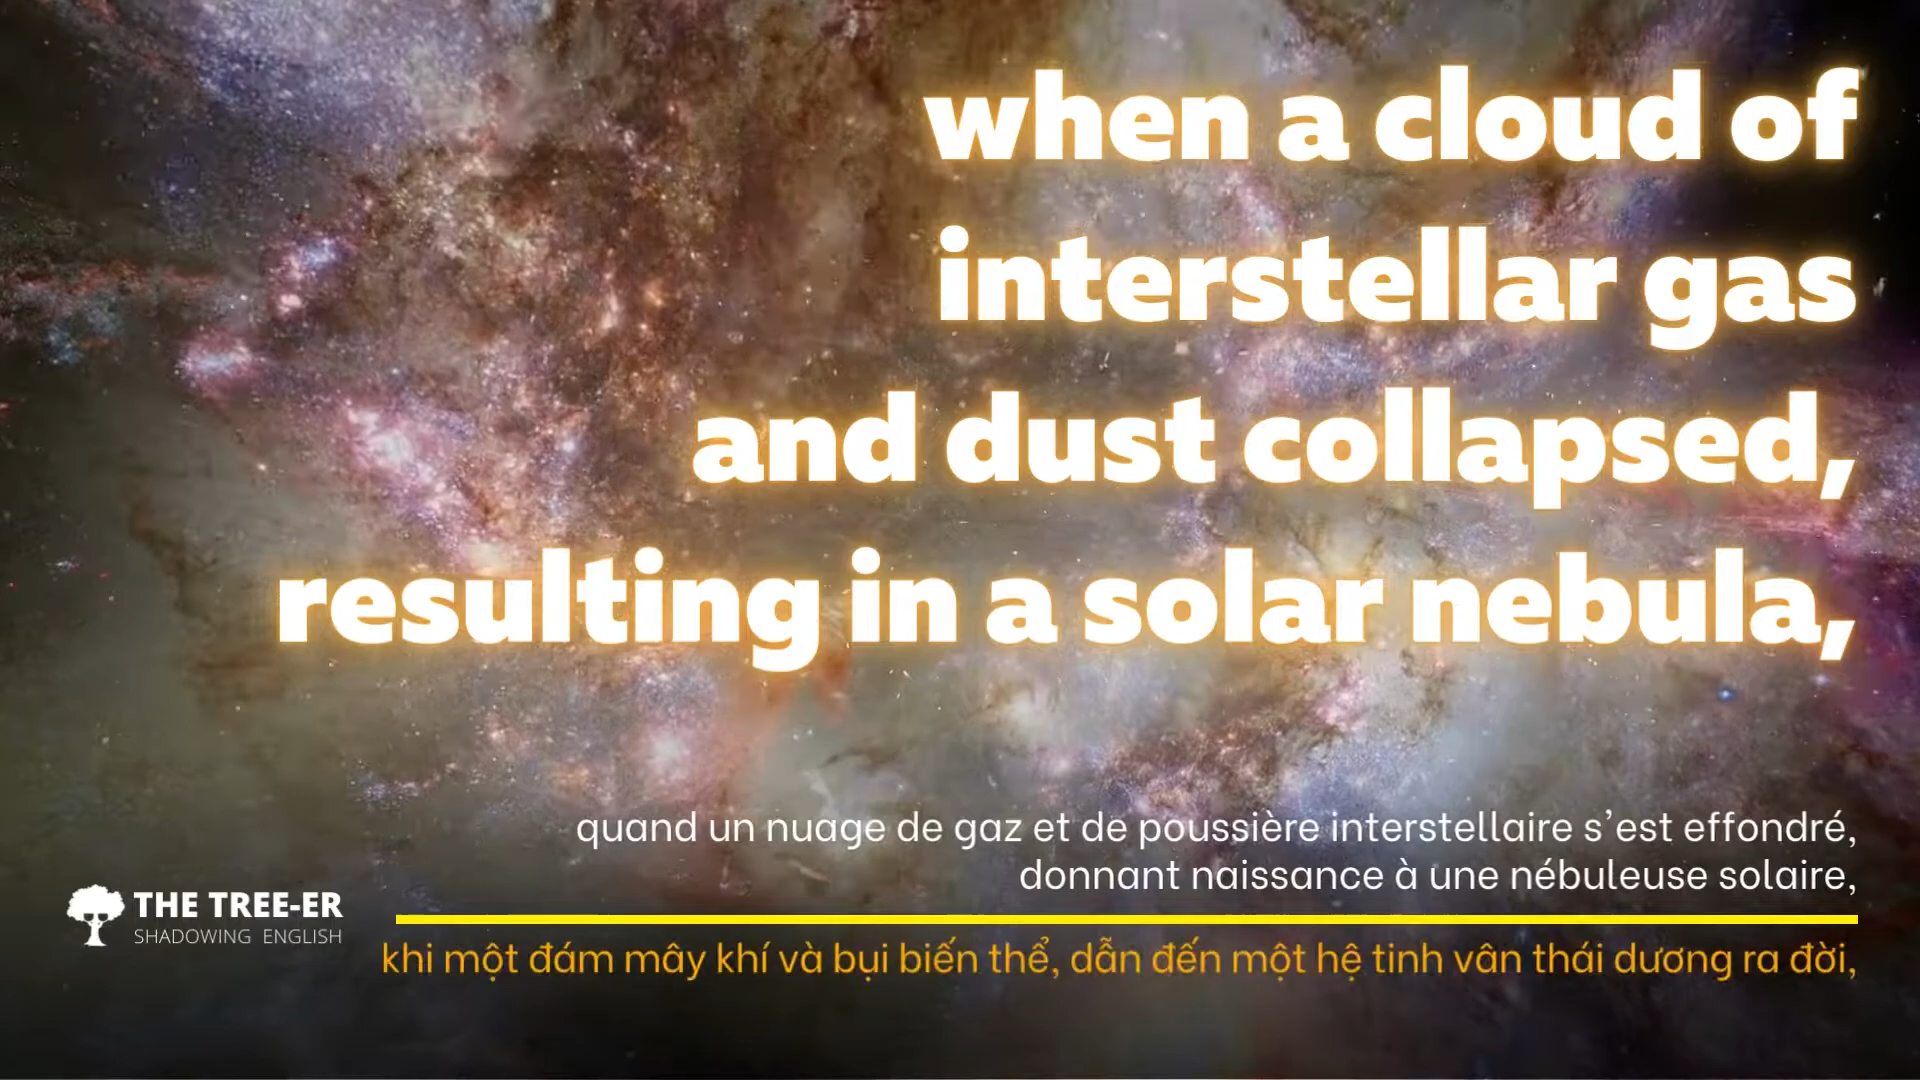 when a cloud of
interstellar gas
and dust collapsed,
resulting in a solar nebula,
quand un nuage de gaz et de poussière interstellaire s'est effondré,
donnant naissance à une nébuleuse solaire,
THE TREE-ER
SHADOWING ENGLISH
khi một đám mây khí và bụi biến thể, dẫn đến một hệ tinh vân thái dương ra đời,